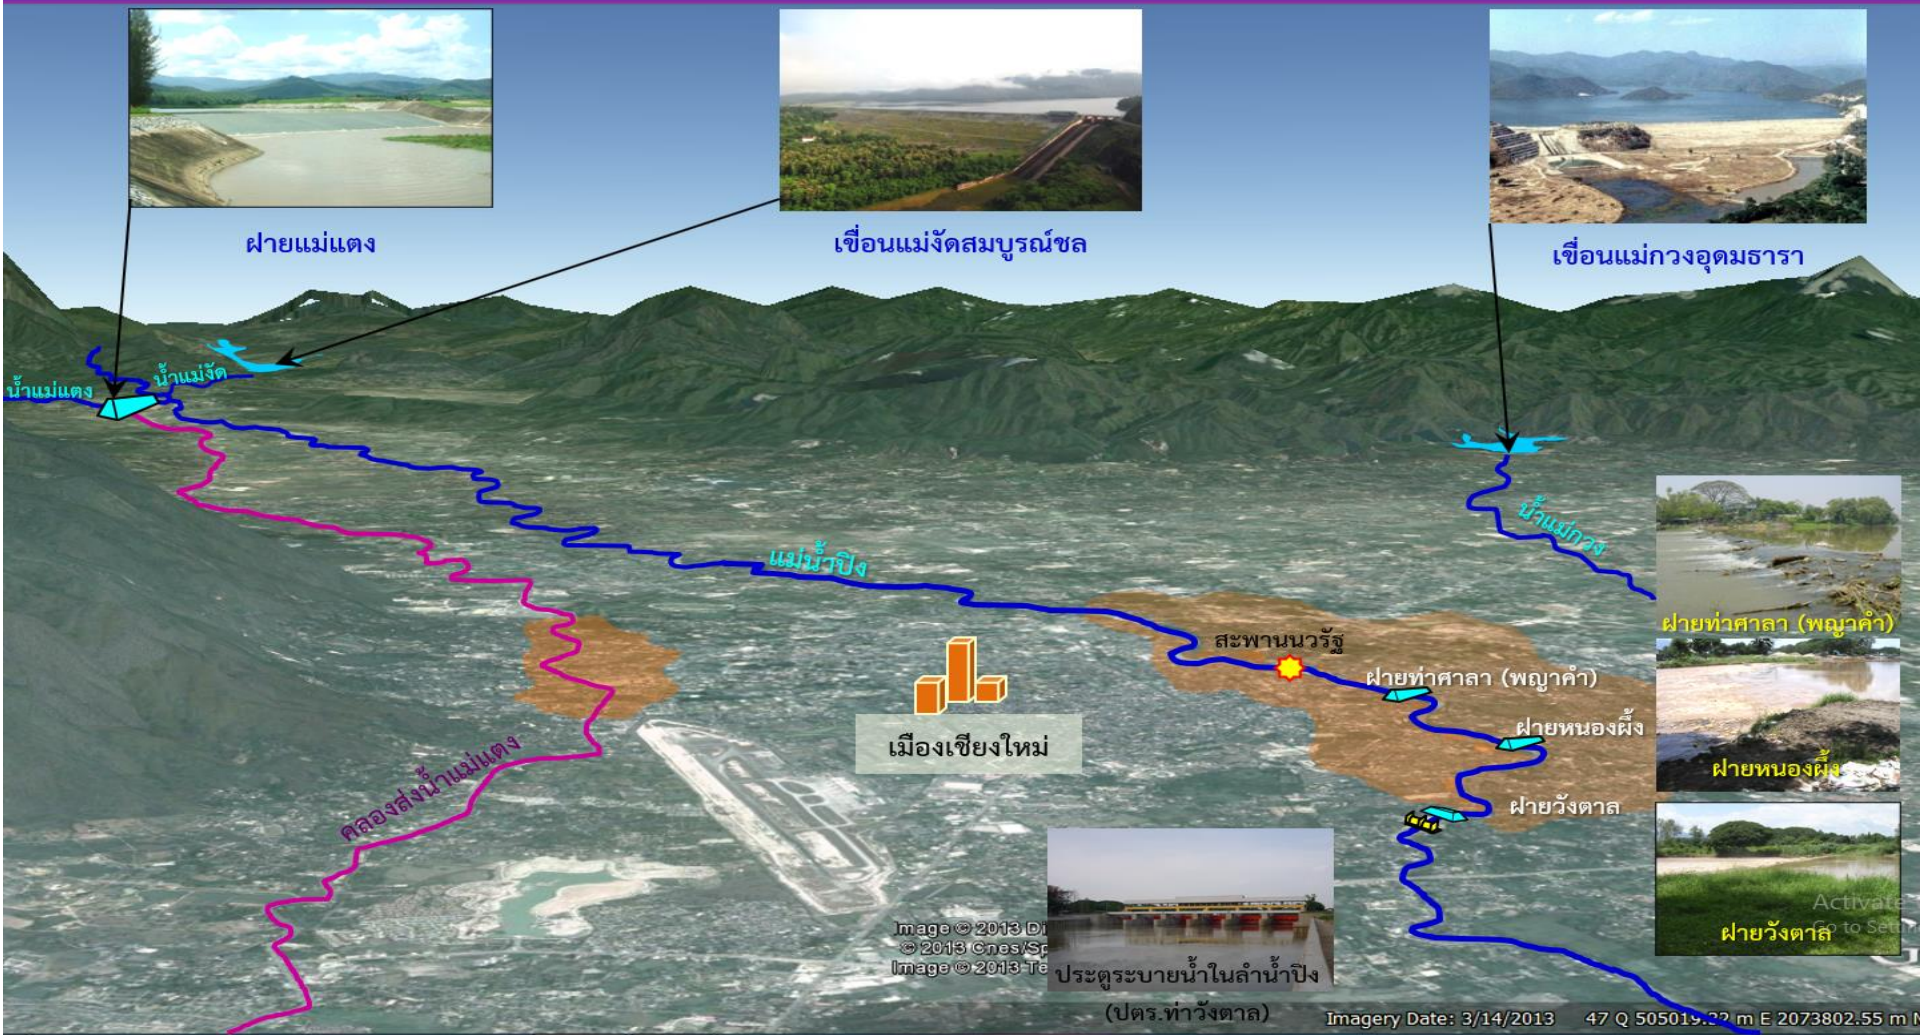 ฝายแม่แตง
เขื่อนแม่งัดสมบูรณ์ชล
เขื่อนแม่กวงอุดมธารา
น้ำแม่แตง
น้ำแม่งัด
น้ำแม่กวง
แม่น้ำปิง
ฝายท่าศาลา (พญาคำ)
สะพานนวรัฐ
ฝายท่าศาลา (พญาคำ)
ฝายหนองผึ้ง
เมืองเชียงใหม่
คลองส่งน้ำแม่แตง
ฝายหนองผึ้ง
ฝายวังตาล
ฝายวังตาล
Activate
Go to Setti
Image © 2013 Di
© 2013 Cnes/Sp
Image © 2013 Te
ประตูระบายน้ำในลำน้ำปิง
(ปตร.ท่าวังตาล)
Imagery Date: 3/14/2013 47 Q 505019.22 m E 2073802.55 m N